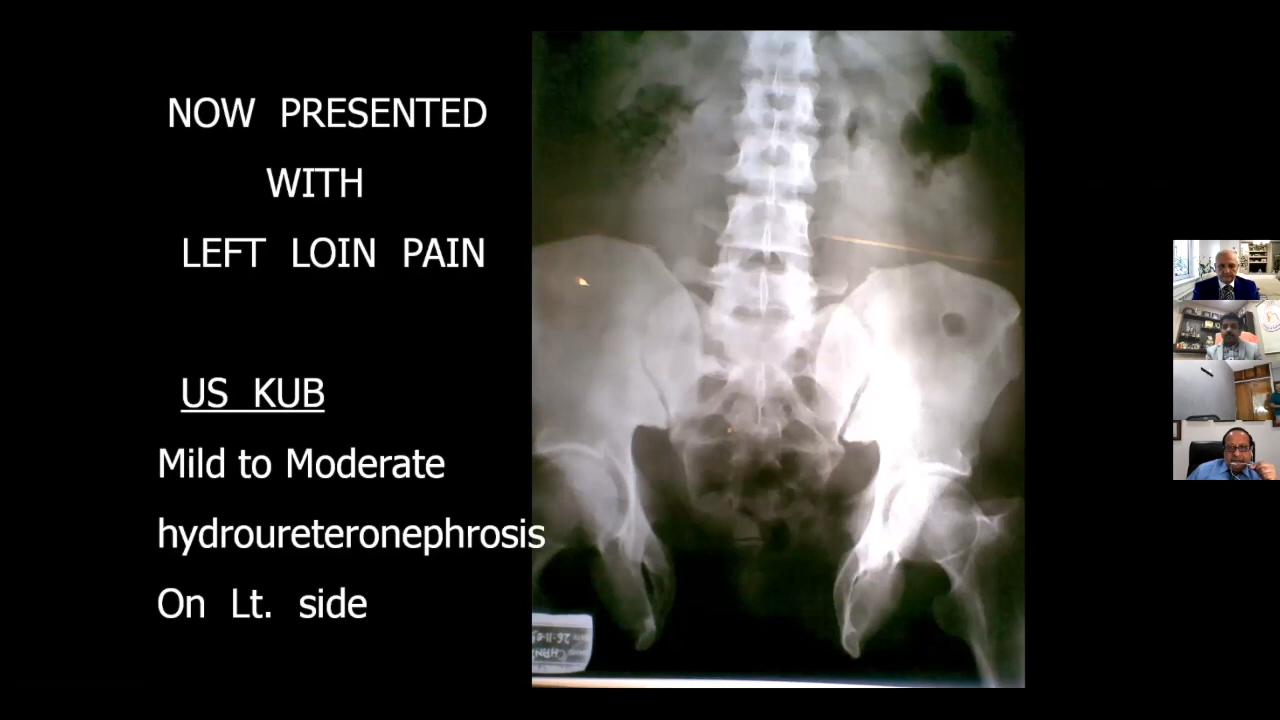 NOW PRESENTED
WITH
LEFT LOIN PAIN
US KUB
Mild to Moderate
hydroureteronephrosis
On Lt. side